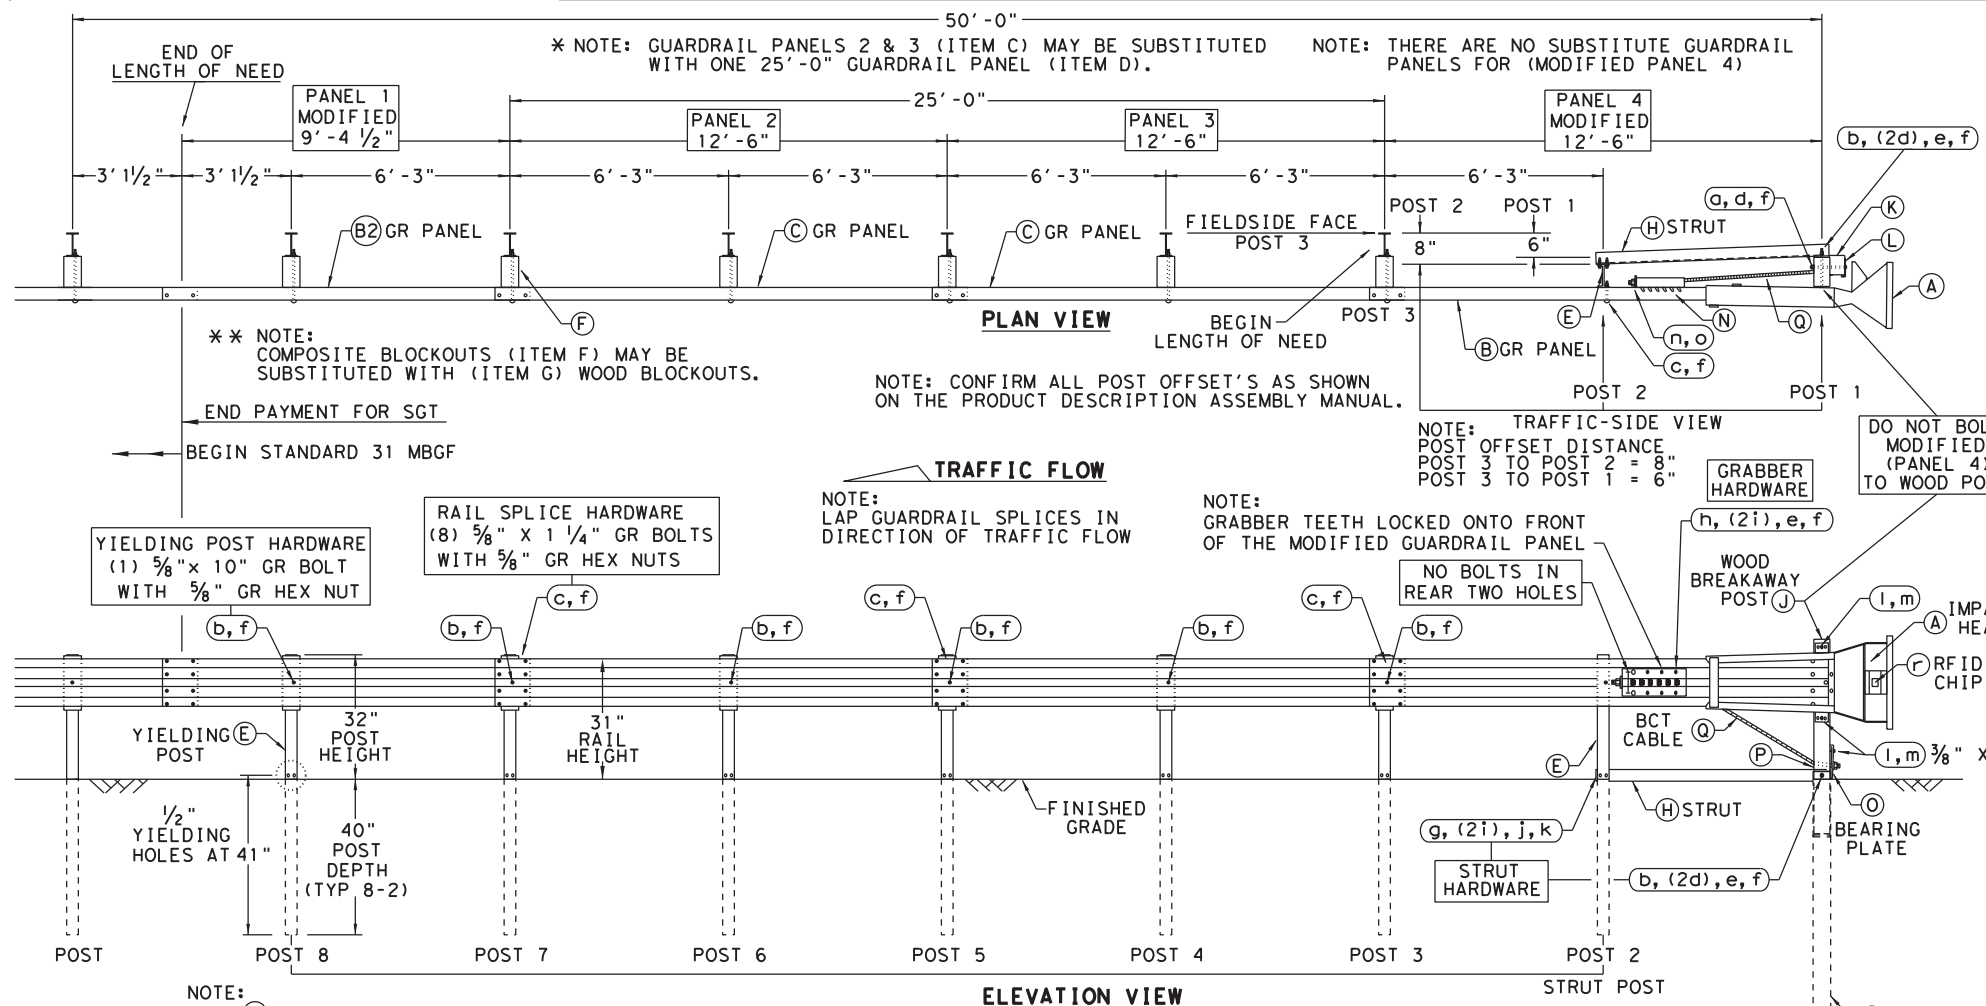 50'-0"
END OF
LENGTH OF NEED
* NOTE: GUARDRAIL PANELS 2 & 3 (ITEM C) MAY BE SUBSTITUTED
WITH ONE 25'-0" GUARDRAIL PANEL (ITEM D).
NOTE: THERE ARE NO SUBSTITUTE GUARDRAIL
PANELS FOR (MODIFIED PANEL 4)
PANEL 1
MODIFIED
9'-4 1/2"
25'-0"
PANEL 2
12'-6"
PANEL 3
12'-6"
PANEL 4
MODIFIED
12'-6"
b, (2d), e, f
3' 1 1/2"
3' 1 1/2"
6'-3"
6'-3"
6'-3"
6'-3"
6'-3"
6'-3"
POST 2
POST 1
a, d, f
K
B2 GR PANEL
C GR PANEL
C GR PANEL
FIELDSIDE FACE
POST 3
8"
6"
H STRUT
L
A
F
PLAN VIEW
BEGIN
LENGTH OF NEED
POST 3
E
N
Q
n, o
B GR PANEL
c, f
** NOTE:
COMPOSITE BLOCKOUTS (ITEM F) MAY BE
SUBSTITUTED WITH (ITEM G) WOOD BLOCKOUTS.
NOTE: CONFIRM ALL POST OFFSET'S AS SHOWN
ON THE PRODUCT DESCRIPTION ASSEMBLY MANUAL.
POST 2
POST 1
END PAYMENT FOR SGT
BEGIN STANDARD 31 MBGF
TRAFFIC-SIDE VIEW
NOTE:
POST OFFSET DISTANCE
POST 3 TO POST 2 = 8"
POST 3 TO POST 1 = 6"
DO NOT BOL
MODIFIED
(PANEL 4)
TO WOOD PO
TRAFFIC FLOW
NOTE:
LAP GUARDRAIL SPLICES IN
DIRECTION OF TRAFFIC FLOW
NOTE:
GRABBER TEETH LOCKED ONTO FRONT
OF THE MODIFIED GUARDRAIL PANEL
GRABBER
HARDWARE
h, (2i), e, f
YIELDING POST HARDWARE
(1) 5/8"x 10" GR BOLT
WITH 5/8" GR HEX NUT
RAIL SPLICE HARDWARE
(8) 5/8" X 1 1/4" GR BOLTS
WITH 5/8" GR HEX NUTS
NO BOLTS IN
REAR TWO HOLES
WOOD
BREAKAWAY
POST J
l, m
c, f
c, f
c, f
b, f
b, f
b, f
b, f
b, f
b, f
A IMPA
HEA
r RFID
CHIP
YIELDING E
POST
32"
POST
HEIGHT
31"
RAIL
HEIGHT
BCT
CABLE
Q
E
P
l, m 3/8" X
1/2"
YIELDING
HOLES AT 41"
40"
POST
DEPTH
(TYP 8-2)
FINISHED
GRADE
H STRUT
O
BEARING
PLATE
g, (2i), j, k
STRUT
HARDWARE
b, (2d), e, f
POST
POST 8
POST 7
POST 6
POST 5
POST 4
POST 3
POST 2
STRUT POST
NOTE:
ELEVATION VIEW